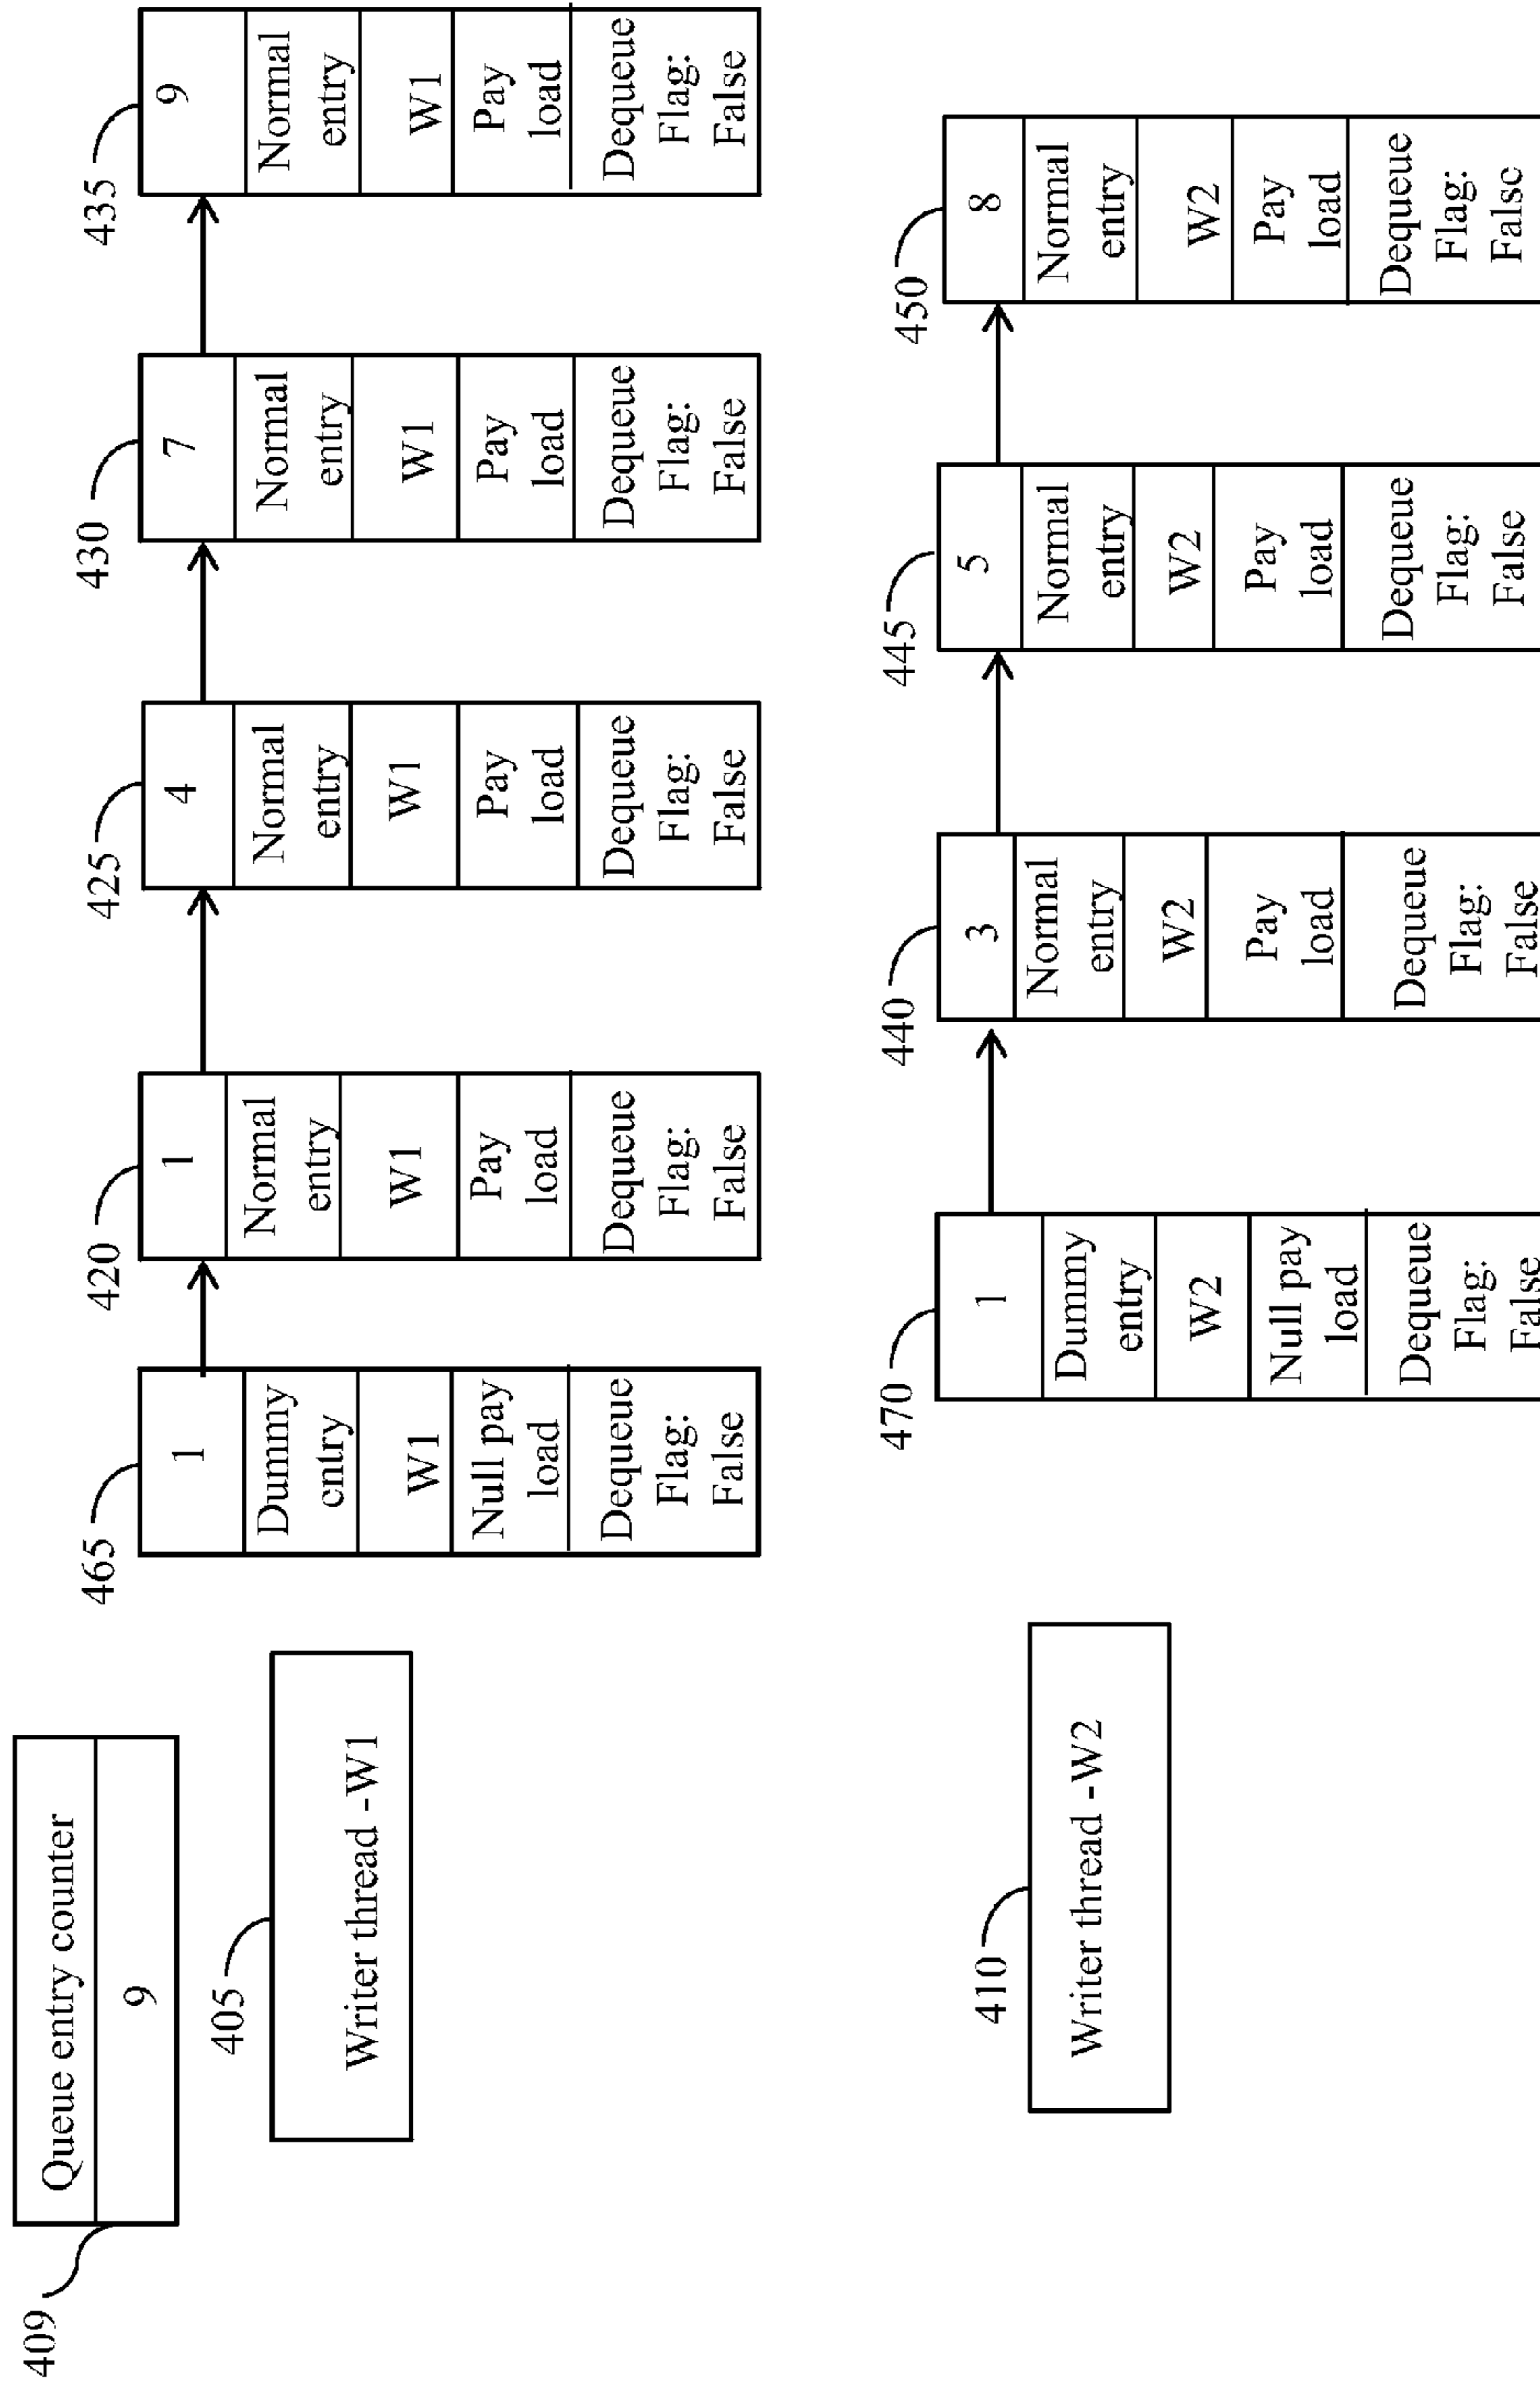 409
Queue entry counter
9
405
Writer thread -W1
465
1
Dummy
entry
W1
Null pay
load
Dequeue
Flag:
False
420
1
Normal
entry
W1
Pay
load
Dequeue
Flag:
False
425
4
Normal
entry
W1
Pay
load
Dequeue
Flag:
False
430
7
Normal
entry
W1
Pay
load
Dequeue
Flag:
False
435
9
Normal
entry
W1
Pay
load
Dequeue
Flag:
False
410
Writer thread -W2
470
1
Dummy
entry
W2
Null pay
load
Dequeue
Flag:
False
440
3
Normal
entry
W2
Pay
load
Dequeue
Flag:
False
445
5
Normal
entry
W2
Pay
load
Dequeue
Flag:
False
450
8
Normal
entry
W2
Pay
load
Dequeue
Flag:
False